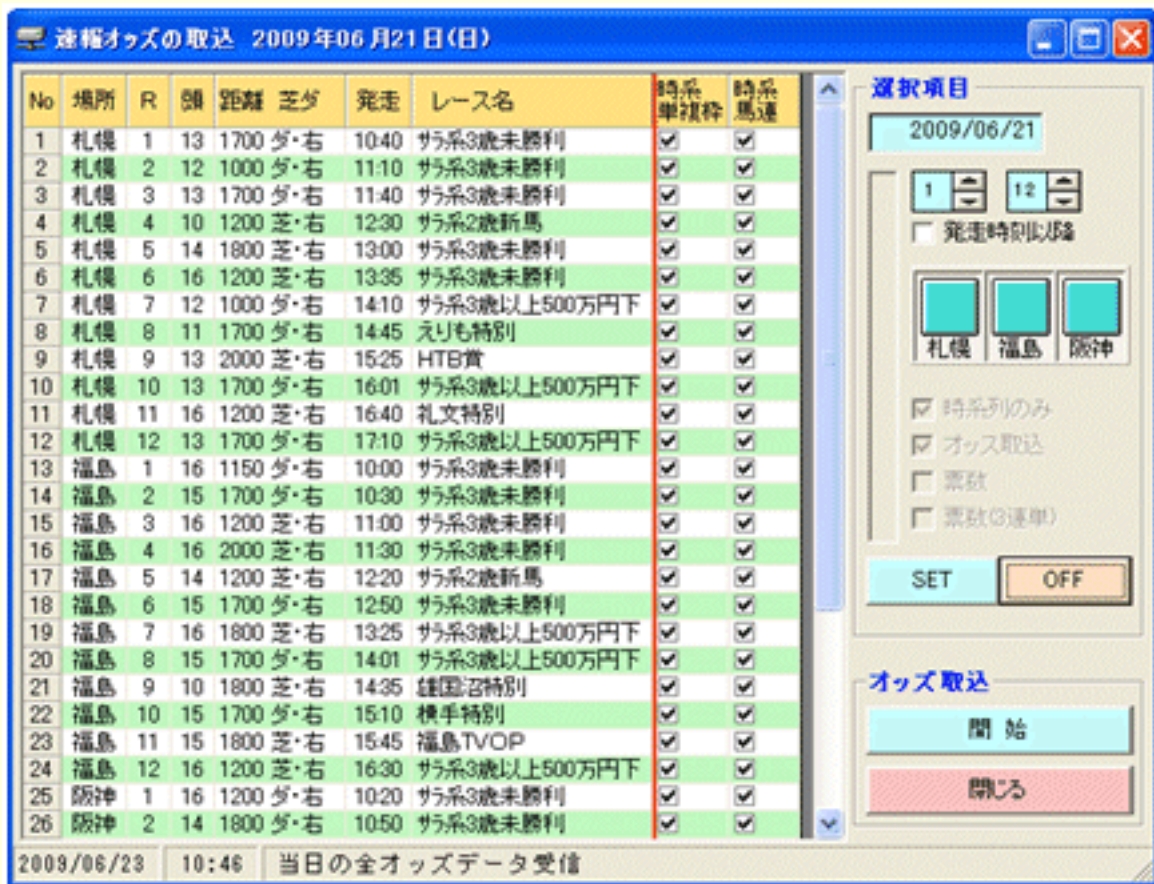 速報オッズの取込 2009年06月21日(日)
No 場所 R 頭 距離 芝ダ 発走 レース名 時系単複枠 時系馬連
1 札幌 1 13 1700 ダ・右 10:40 サラ系3歳未勝利
2 札幌 2 12 1000 ダ・右 11:10 サラ系3歳未勝利
3 札幌 3 13 1700 ダ・右 11:40 サラ系3歳未勝利
4 札幌 4 10 1200 芝・右 12:30 サラ系2歳新馬
5 札幌 5 14 1800 芝・右 13:00 サラ系3歳未勝利
6 札幌 6 16 1200 芝・右 13:35 サラ系3歳未勝利
7 札幌 7 12 1000 ダ・右 14:10 サラ系3歳以上500万円下
8 札幌 8 11 1700 ダ・右 14:45 えりも特別
9 札幌 9 13 2000 芝・右 15:25 HTB賞
10 札幌 10 13 1700 ダ・右 16:01 サラ系3歳以上500万円下
11 札幌 11 16 1200 芝・右 16:40 礼文特別
12 札幌 12 13 1700 ダ・右 17:10 サラ系3歳以上500万円下
13 福島 1 16 1150 ダ・右 10:00 サラ系3歳未勝利
14 福島 2 15 1700 ダ・右 10:30 サラ系3歳未勝利
15 福島 3 16 1200 芝・右 11:00 サラ系3歳未勝利
16 福島 4 16 2000 芝・右 11:30 サラ系3歳未勝利
17 福島 5 14 1200 芝・右 12:20 サラ系2歳新馬
18 福島 6 15 1700 ダ・右 12:50 サラ系3歳未勝利
19 福島 7 16 1800 芝・右 13:25 サラ系3歳以上500万円下
20 福島 8 15 1700 ダ・右 14:01 サラ系3歳以上500万円下
21 福島 9 10 1800 芝・右 14:35 雄国沼特別
22 福島 10 15 1700 ダ・右 15:10 横手特別
23 福島 11 15 1800 芝・右 15:45 福島TVOP
24 福島 12 16 1200 芝・右 16:30 サラ系3歳以上500万円下
25 阪神 1 16 1200 ダ・右 10:20 サラ系3歳未勝利
26 阪神 2 14 1800 ダ・右 10:50 サラ系3歳未勝利
選択項目
2009/06/21
1 12
発走時刻以降
札幌 福島 阪神
時系列のみ
オッズ取込
票数
票数(3連単)
SET OFF
オッズ取込
開始
閉じる
2009/06/23 10:46 当日の全オッズデータ受信